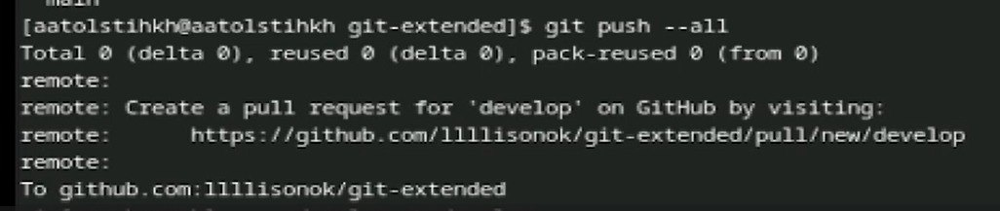 main
[aatolstihkh@aatolstihkh git-extended]$ git push --all
Total 0 (delta 0), reused 0 (delta 0), pack-reused 0 (from 0)
remote:
remote: Create a pull request for 'develop' on GitHub by visiting:
remote:      https://github.com/llllisonok/git-extended/pull/new/develop
remote:
To github.com:llllisonok/git-extended